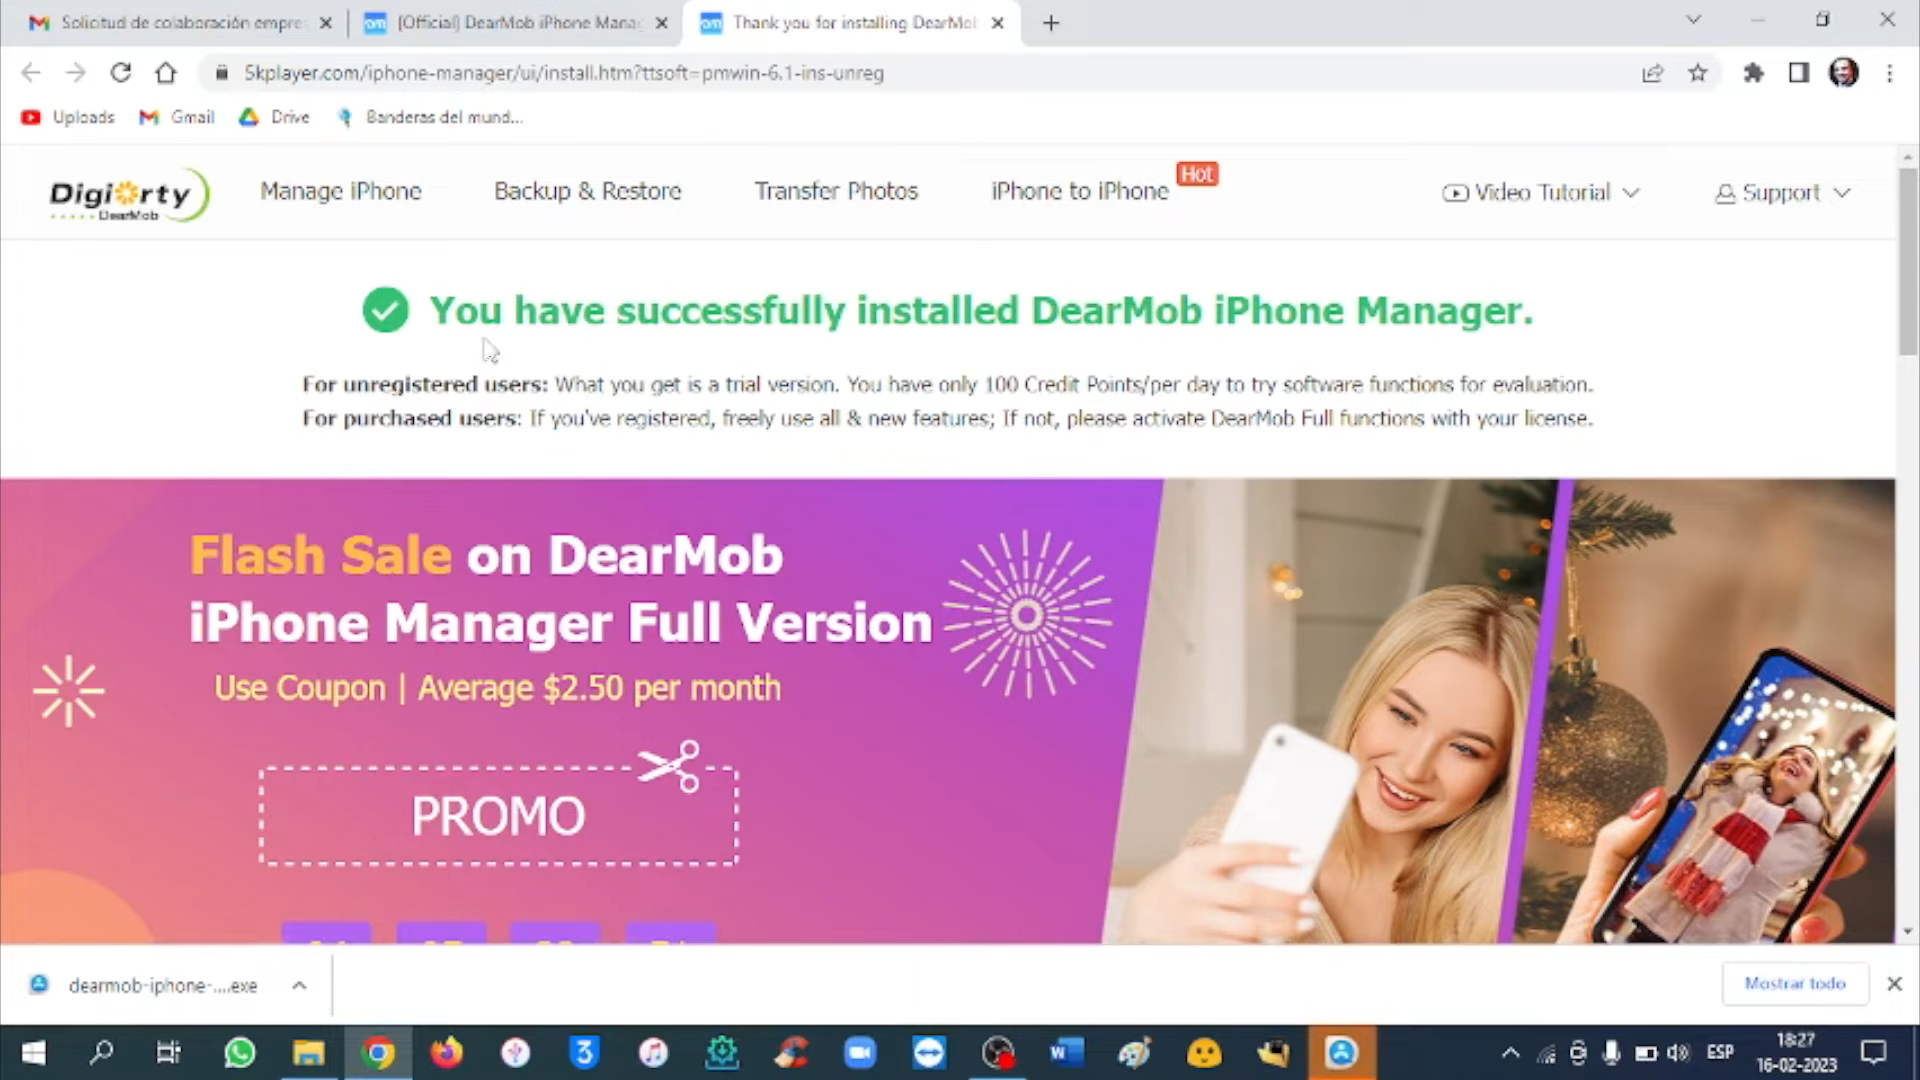 Solicitud de colaboración empre
[Official] DearMob iPhone Mana
Thank you for installing DearMo
5kplayer.com/iphone-manager/ui/install.htm?ttsoft=pmwin-6.1-ins-unreg
Uploads
Gmail
Drive
Banderas del mund...
Digiarty
DearMob
Manage iPhone
Backup & Restore
Transfer Photos
iPhone to iPhone
Hot
Video Tutorial
Support
You have successfully installed DearMob iPhone Manager.
For unregistered users: What you get is a trial version. You have only 100 Credit Points/per day to try software functions for evaluation.
For purchased users: If you've registered, freely use all & new features; If not, please activate DearMob Full functions with your license.
Flash Sale on DearMob
iPhone Manager Full Version
Use Coupon | Average $2.50 per month
PROMO
dearmob-iphone-....exe
Mostrar todo
ESP
18:27
16-02-2023